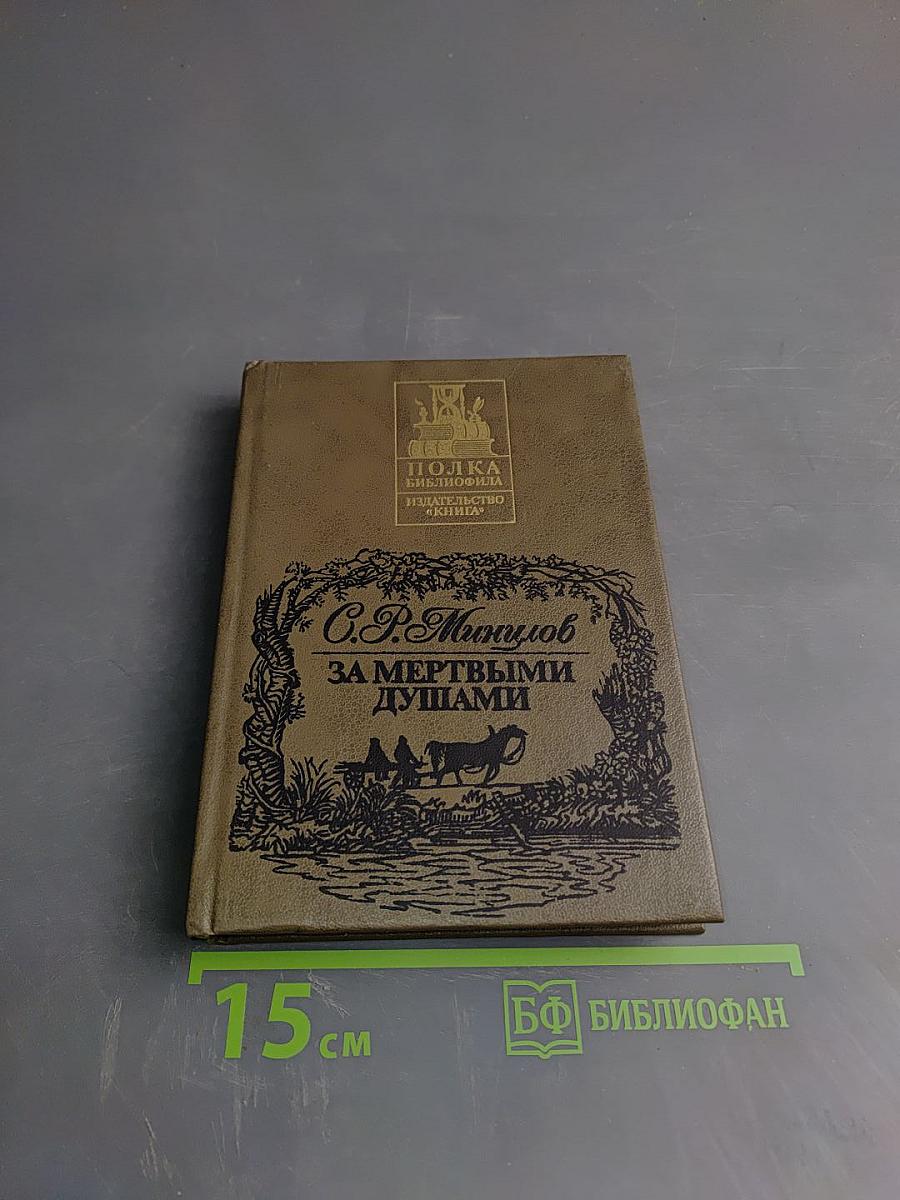 ПОЛКА
БИБЛИОФИЛА
ИЗДАТЕЛЬСТВО
«КНИГА»
С.Р.Минцлов
ЗА МЕРТВЫМИ
ДУШАМИ
15 см
БФ БИБЛИОФАН